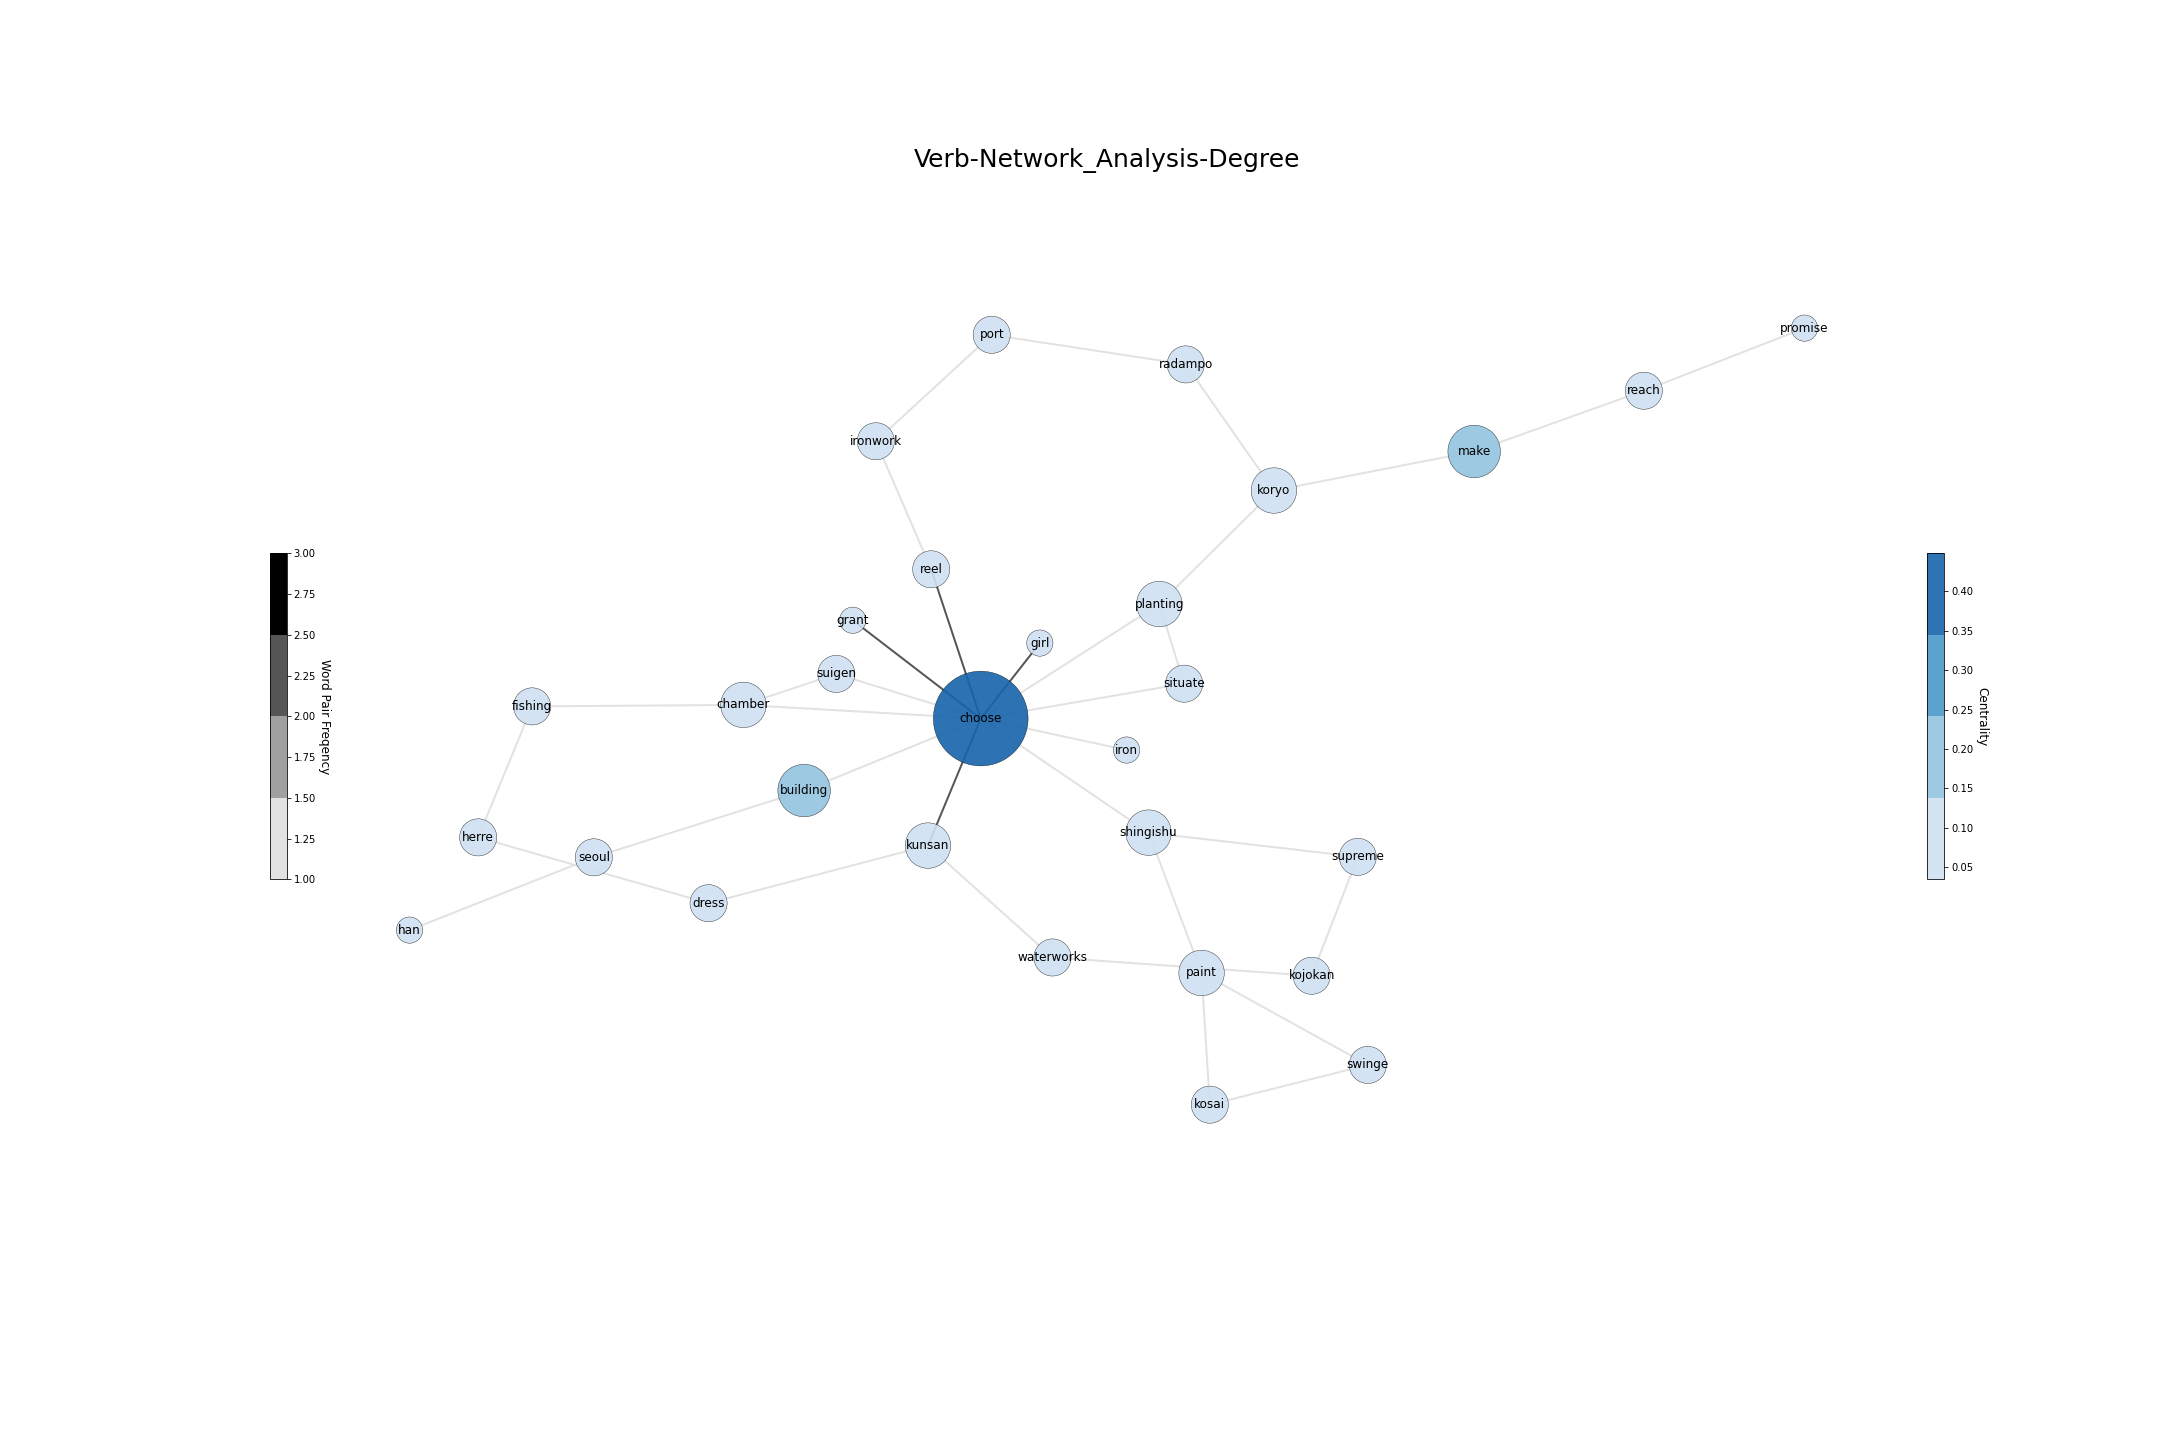 Verb-Network_Analysis-Degree
port
promise
radampo
reach
ironwork
make
koryo
reel
planting
grant
girl
suigen
situate
chamber
fishing
choose
iron
building
shingishu
herre
kunsan
seoul
supreme
dress
han
waterworks
paint
kojokan
swinge
kosai
3.00
2.75
2.50
2.25
2.00
1.75
1.50
1.25
1.00
Word Pair Freqency
0.40
0.35
0.30
0.25
0.20
0.15
0.10
0.05
Centrality